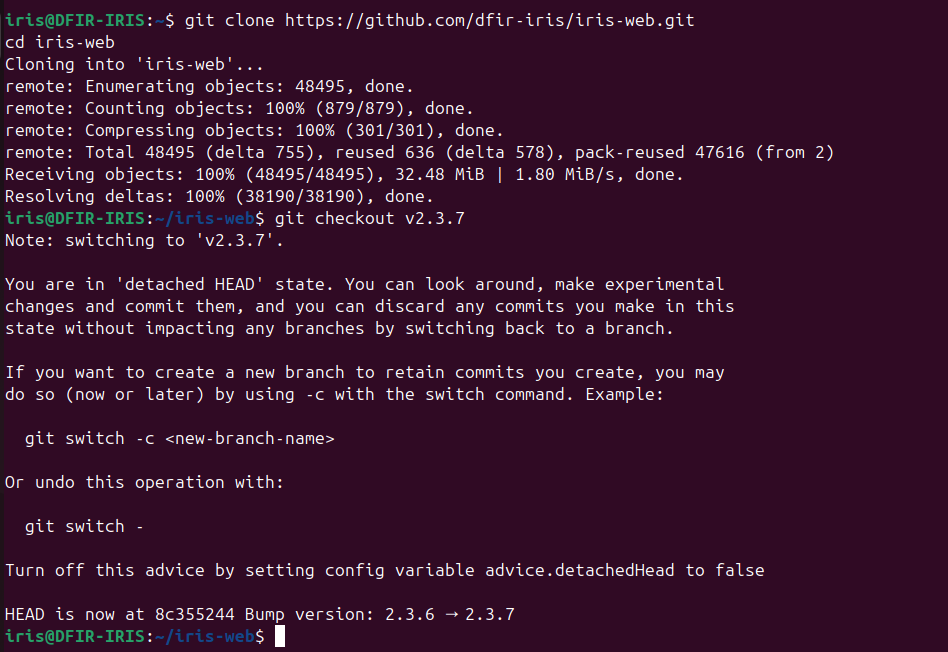 iris@DFIR-IRIS:~$ git clone https://github.com/dfir-iris/iris-web.git
cd iris-web
Cloning into 'iris-web'...
remote: Enumerating objects: 48495, done.
remote: Counting objects: 100% (879/879), done.
remote: Compressing objects: 100% (301/301), done.
remote: Total 48495 (delta 755), reused 636 (delta 578), pack-reused 47616 (from 2)
Receiving objects: 100% (48495/48495), 32.48 MiB | 1.80 MiB/s, done.
Resolving deltas: 100% (38190/38190), done.
iris@DFIR-IRIS:~/iris-web$ git checkout v2.3.7
Note: switching to 'v2.3.7'.

You are in 'detached HEAD' state. You can look around, make experimental
changes and commit them, and you can discard any commits you make in this
state without impacting any branches by switching back to a branch.

If you want to create a new branch to retain commits you create, you may
do so (now or later) by using -c with the switch command. Example:

  git switch -c <new-branch-name>

Or undo this operation with:

  git switch -

Turn off this advice by setting config variable advice.detachedHead to false

HEAD is now at 8c355244 Bump version: 2.3.6 → 2.3.7
iris@DFIR-IRIS:~/iris-web$